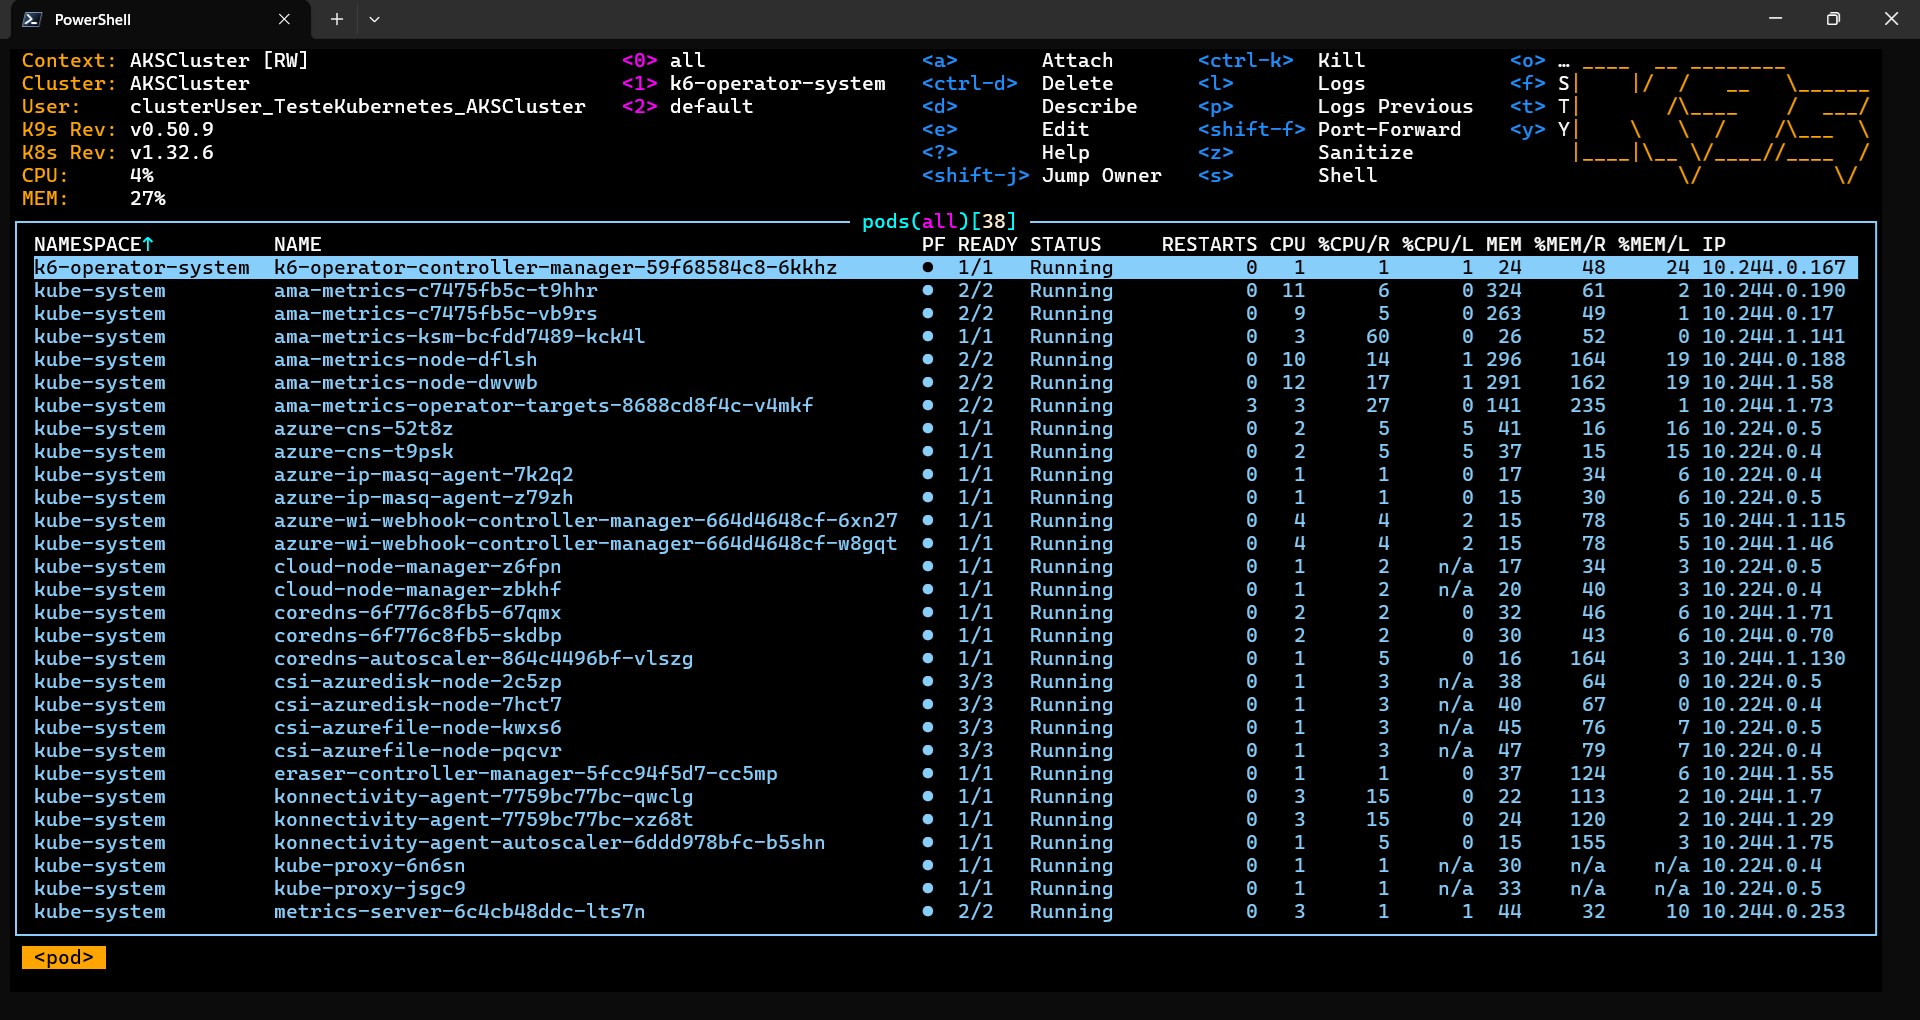 PowerShell
Context: AKSCluster [RW] <0> all <a> Attach <ctrl-k> Kill <o> …
Cluster: AKSCluster <1> k6-operator-system <ctrl-d> Delete <l> Logs <f> S
User: clusterUser_TesteKubernetes_AKSCluster <2> default <d> Describe <p> Logs Previous <t> T
K9s Rev: v0.50.9 <e> Edit <shift-f> Port-Forward <y> Y
K8s Rev: v1.32.6 <?> Help <z> Sanitize
CPU: 4% <shift-j> Jump Owner <s> Shell
MEM: 27%
pods(all)[38]
NAMESPACE↑ NAME PF READY STATUS RESTARTS CPU %CPU/R %CPU/L MEM %MEM/R %MEM/L IP
k6-operator-system k6-operator-controller-manager-59f68584c8-6kkhz ● 1/1 Running 0 1 1 1 24 48 24 10.244.0.167
kube-system ama-metrics-c7475fb5c-t9hhr ● 2/2 Running 0 11 6 0 324 61 2 10.244.0.190
kube-system ama-metrics-c7475fb5c-vb9rs ● 2/2 Running 0 9 5 0 263 49 1 10.244.0.17
kube-system ama-metrics-ksm-bcfdd7489-kck4l ● 1/1 Running 0 3 60 0 26 52 0 10.244.1.141
kube-system ama-metrics-node-dflsh ● 2/2 Running 0 10 14 1 296 164 19 10.244.0.188
kube-system ama-metrics-node-dwvwb ● 2/2 Running 0 12 17 1 291 162 19 10.244.1.58
kube-system ama-metrics-operator-targets-8688cd8f4c-v4mkf ● 2/2 Running 3 3 27 0 141 235 1 10.244.1.73
kube-system azure-cns-52t8z ● 1/1 Running 0 2 5 5 41 16 16 10.224.0.5
kube-system azure-cns-t9psk ● 1/1 Running 0 2 5 5 37 15 15 10.224.0.4
kube-system azure-ip-masq-agent-7k2q2 ● 1/1 Running 0 1 1 0 17 34 6 10.224.0.4
kube-system azure-ip-masq-agent-z79zh ● 1/1 Running 0 1 1 0 15 30 6 10.224.0.5
kube-system azure-wi-webhook-controller-manager-664d4648cf-6xn27 ● 1/1 Running 0 4 4 2 15 78 5 10.244.1.115
kube-system azure-wi-webhook-controller-manager-664d4648cf-w8gqt ● 1/1 Running 0 4 4 2 15 78 5 10.244.1.46
kube-system cloud-node-manager-z6fpn ● 1/1 Running 0 1 2 n/a 17 34 3 10.224.0.5
kube-system cloud-node-manager-zbkhf ● 1/1 Running 0 1 2 n/a 20 40 3 10.224.0.4
kube-system coredns-6f776c8fb5-67qmx ● 1/1 Running 0 2 2 0 32 46 6 10.244.1.71
kube-system coredns-6f776c8fb5-skdbp ● 1/1 Running 0 2 2 0 30 43 6 10.244.0.70
kube-system coredns-autoscaler-864c4496bf-vlszg ● 1/1 Running 0 1 5 0 16 164 3 10.244.1.130
kube-system csi-azuredisk-node-2c5zp ● 3/3 Running 0 1 3 n/a 38 64 0 10.224.0.5
kube-system csi-azuredisk-node-7hct7 ● 3/3 Running 0 1 3 n/a 40 67 0 10.224.0.4
kube-system csi-azurefile-node-kwxs6 ● 3/3 Running 0 1 3 n/a 45 76 7 10.224.0.5
kube-system csi-azurefile-node-pqcvr ● 3/3 Running 0 1 3 n/a 47 79 7 10.224.0.4
kube-system eraser-controller-manager-5fcc94f5d7-cc5mp ● 1/1 Running 0 1 1 0 37 124 6 10.244.1.55
kube-system konnectivity-agent-7759bc77bc-qwclg ● 1/1 Running 0 3 15 0 22 113 2 10.244.1.7
kube-system konnectivity-agent-7759bc77bc-xz68t ● 1/1 Running 0 3 15 0 24 120 2 10.244.1.29
kube-system konnectivity-agent-autoscaler-6ddd978bfc-b5shn ● 1/1 Running 0 1 5 0 15 155 3 10.244.1.75
kube-system kube-proxy-6n6sn ● 1/1 Running 0 1 1 n/a 30 n/a n/a 10.224.0.4
kube-system kube-proxy-jsgc9 ● 1/1 Running 0 1 1 n/a 33 n/a n/a 10.224.0.5
kube-system metrics-server-6c4cb48ddc-lts7n ● 2/2 Running 0 3 1 1 44 32 10 10.244.0.253
<pod>